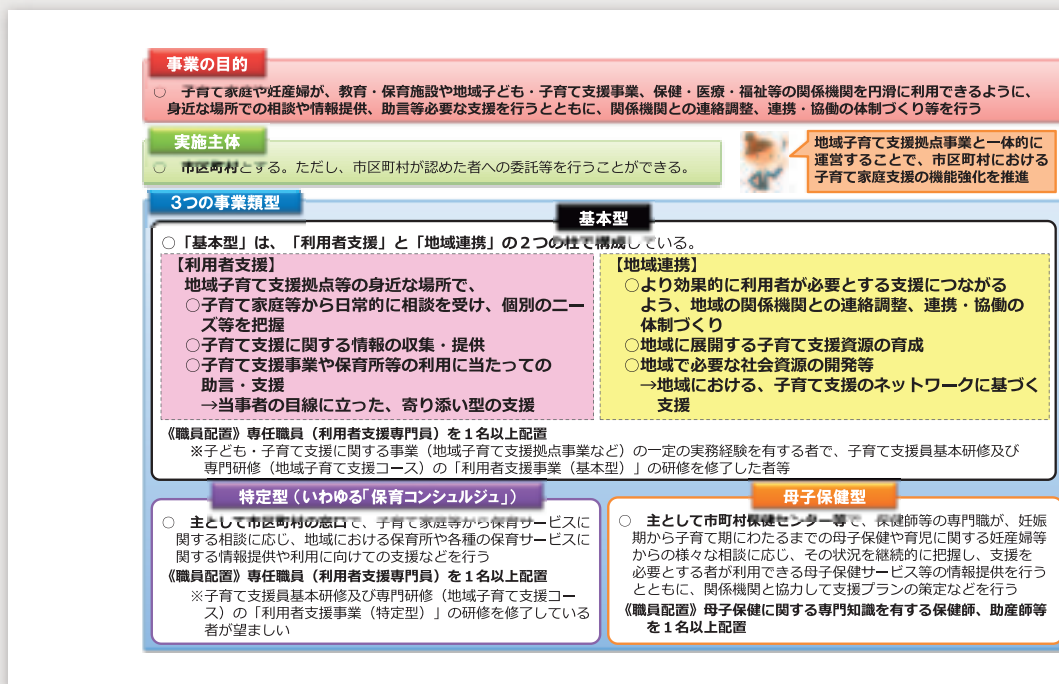 事業の目的
○ 子育て家庭や妊産婦が、教育・保育施設や地域子ども・子育て支援事業、保健・医療・福祉等の関係機関を円滑に利用できるように、
身近な場所での相談や情報提供、助言等必要な支援を行うとともに、関係機関との連絡調整、連携・協働の体制づくり等を行う
実施主体
○ 市区町村とする。ただし、市区町村が認めた者への委託等を行うことができる。
地域子育て支援拠点事業と一体的に
運営することで、市区町村における
子育て家庭支援の機能強化を推進
3つの事業類型
基本型
○「基本型」は、「利用者支援」と「地域連携」の２つの柱で構成している。
【利用者支援】
地域子育て支援拠点等の身近な場所で、
○子育て家庭等から日常的に相談を受け、個別のニー
ズ等を把握
○子育て支援に関する情報の収集・提供
○子育て支援事業や保育所等の利用に当たっての
助言・支援
→当事者の目線に立った、寄り添い型の支援
【地域連携】
○より効果的に利用者が必要とする支援につながる
よう、地域の関係機関との連絡調整、連携・協働の
体制づくり
○地域に展開する子育て支援資源の育成
○地域で必要な社会資源の開発等
→地域における、子育て支援のネットワークに基づく
支援
《職員配置》専任職員（利用者支援専門員）を１名以上配置
※子ども・子育て支援に関する事業（地域子育て支援拠点事業など）の一定の実務経験を有する者で、子育て支援員基本研修及び
専門研修（地域子育て支援コース）の「利用者支援事業（基本型）」の研修を修了した者等
特定型（いわゆる「保育コンシェルジュ」）
○ 主として市区町村の窓口で、子育て家庭等から保育サービスに
関する相談に応じ、地域における保育所や各種の保育サービスに
関する情報提供や利用に向けての支援などを行う
《職員配置》専任職員（利用者支援専門員）を１名以上配置
※子育て支援員基本研修及び専門研修（地域子育て支援コー
ス）の「利用者支援事業（特定型）」の研修を修了している
者が望ましい
母子保健型
○ 主として市町村保健センター等で、保健師等の専門職が、妊娠
期から子育て期にわたるまでの母子保健や育児に関する妊産婦等
からの様々な相談に応じ、その状況を継続的に把握し、支援を
必要とする者が利用できる母子保健サービス等の情報提供を行う
とともに、関係機関と協力して支援プランの策定などを行う
《職員配置》母子保健に関する専門知識を有する保健師、助産師等
を１名以上配置